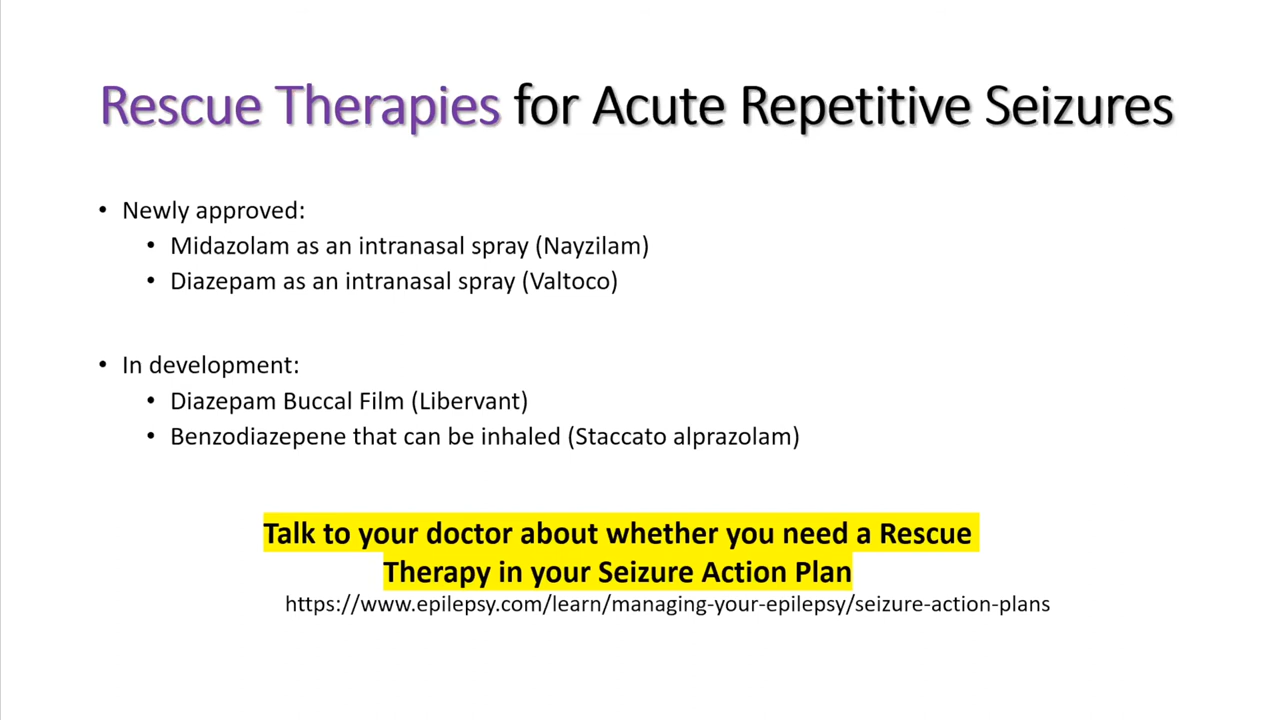 Rescue Therapies for Acute Repetitive Seizures
• Newly approved:
• Midazolam as an intranasal spray (Nayzilam)
• Diazepam as an intranasal spray (Valtoco)
• In development:
• Diazepam Buccal Film (Libervant)
• Benzodiazepene that can be inhaled (Staccato alprazolam)
Talk to your doctor about whether you need a Rescue
Therapy in your Seizure Action Plan
https://www.epilepsy.com/learn/managing-your-epilepsy/seizure-action-plans